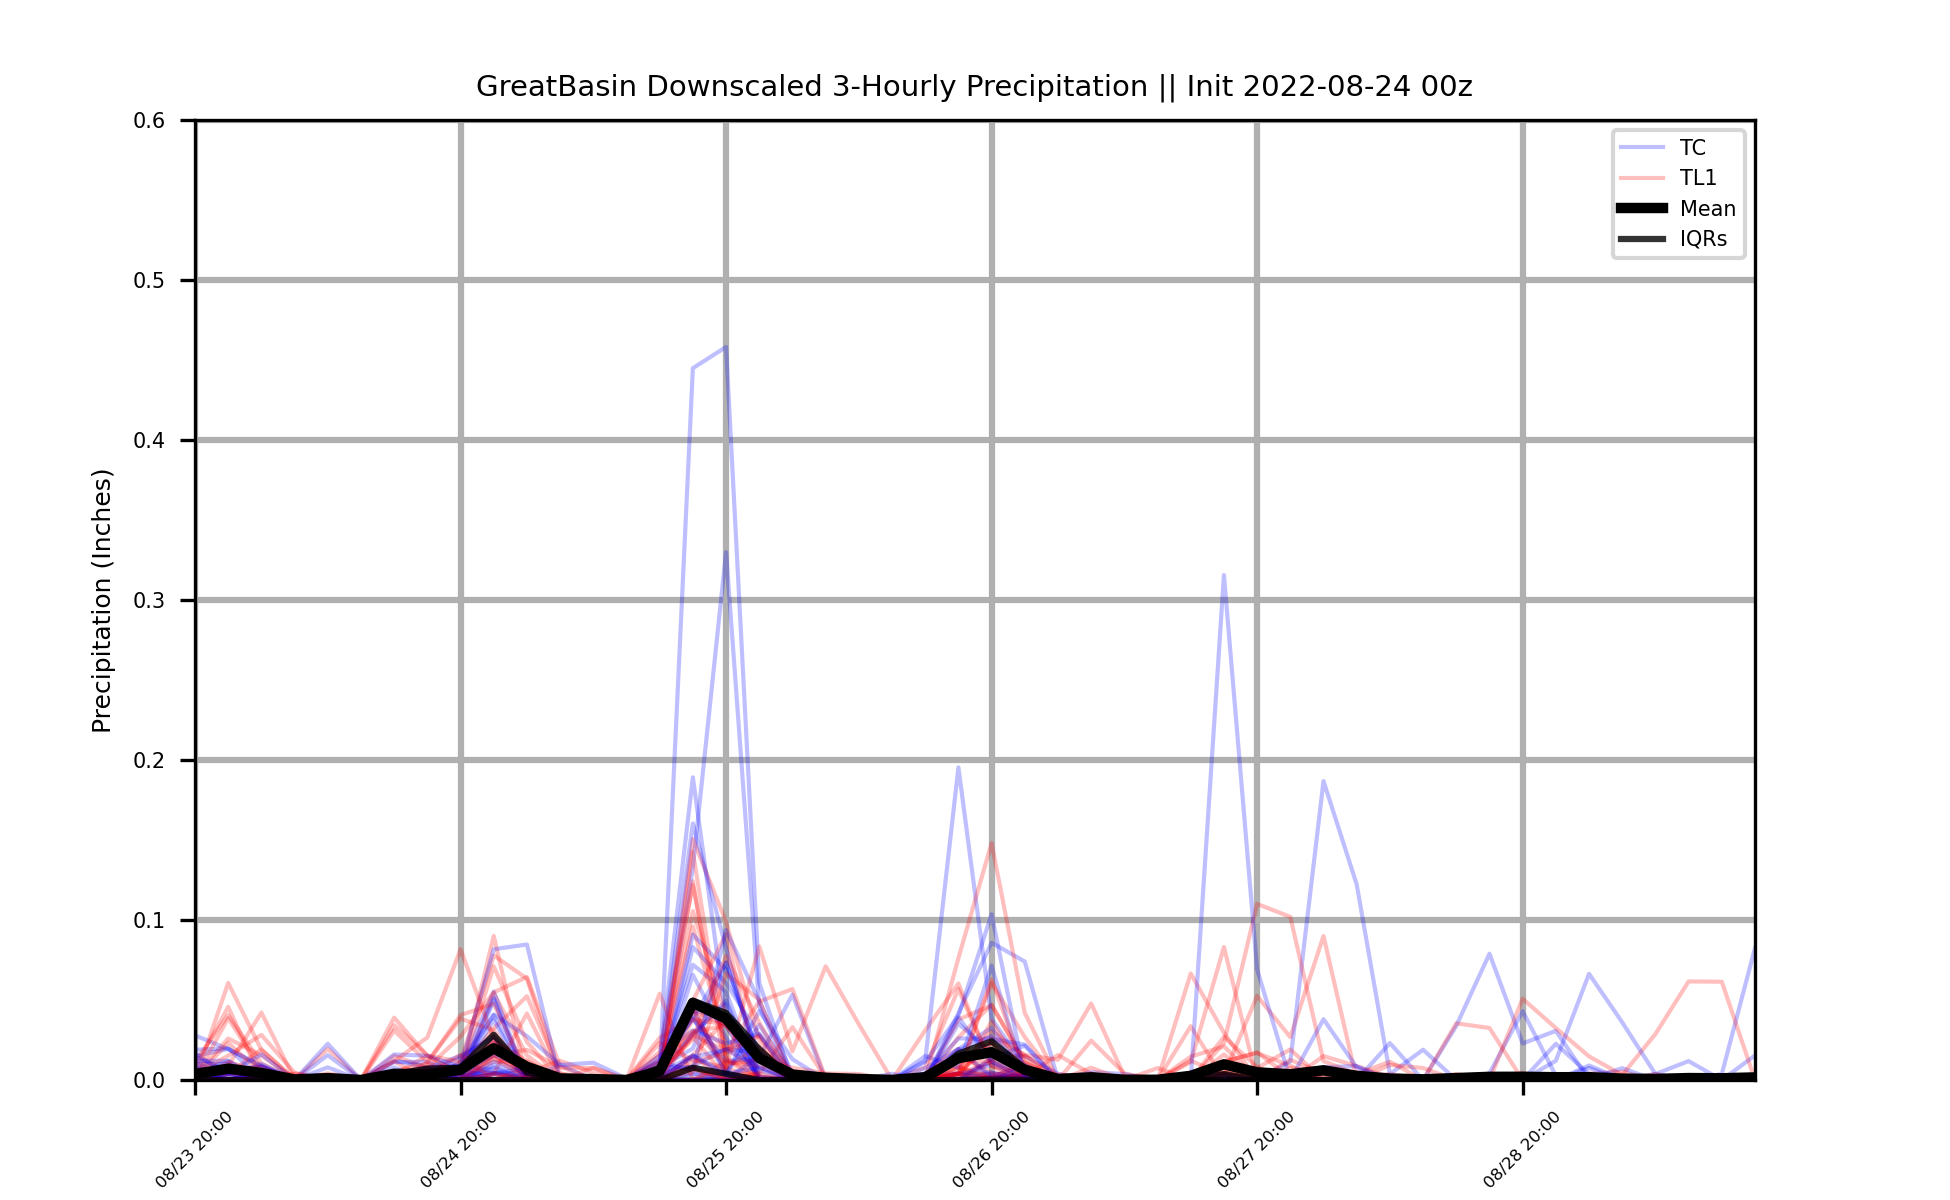 GreatBasin Downscaled 3-Hourly Precipitation || Init 2022-08-24 00z
Precipitation (Inches)
0.6
0.5
0.4
0.3
0.2
0.1
0.0
TC
TL1
Mean
IQRs
08/23 20:00
08/24 20:00
08/25 20:00
08/26 20:00
08/27 20:00
08/28 20:00